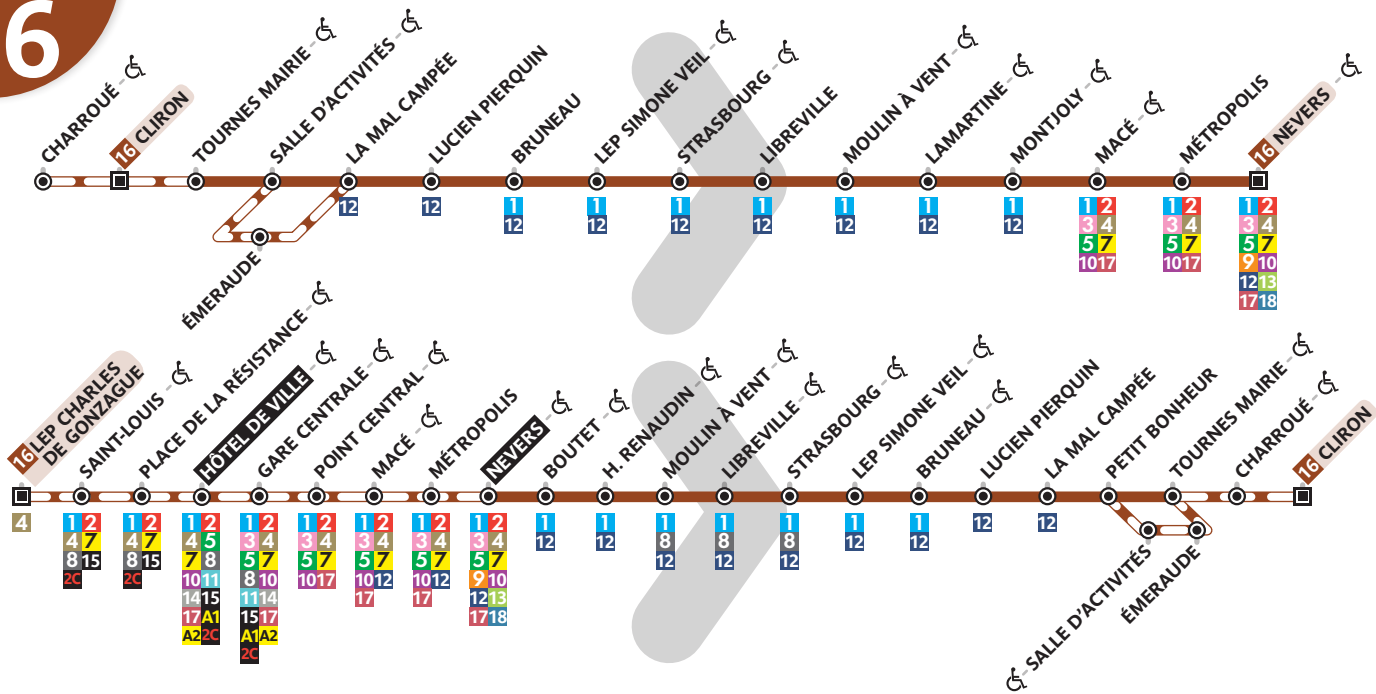 6
CHARROUÉ
16 CLIRON
TOURNES MAIRIE
SALLE D'ACTIVITÉS
LA MAL CAMPÉE
LUCIEN PIERQUIN
BRUNEAU
LEP SIMONE VEIL
STRASBOURG
LIBREVILLE
MOULIN À VENT
LAMARTINE
MONTJOLY
MACÉ
MÉTROPOLIS
16 NEVERS
ÉMERAUDE
12
12
1
12
1
12
1
12
1
12
1
12
1
12
1
12
1 2
3 4
5 7
10 17
1 2
3 4
5 7
10 17
1 2
3 4
5 7
9 10
12 13
17 18
16 LEP CHARLES
DE GONZAGUE
SAINT-LOUIS
PLACE DE LA RÉSISTANCE
HÔTEL DE VILLE
GARE CENTRALE
POINT CENTRAL
MACÉ
MÉTROPOLIS
NEVERS
BOUTET
H. RENAUDIN
MOULIN À VENT
LIBREVILLE
STRASBOURG
LEP SIMONE VEIL
BRUNEAU
LUCIEN PIERQUIN
LA MAL CAMPÉE
PETIT BONHEUR
TOURNES MAIRIE
CHARROUÉ
16 CLIRON
SALLE D'ACTIVITÉS
ÉMERAUDE
4
1 2
4 7
8 15
2C
1 2
4 7
8 15
2C
1 2
4 5
7 8
10 11
14 15
17 A1
A2 2C
1 2
3 4
5 7
8 10
11 14
15 17
A1 A2
2C
1 2
3 4
5 7
10 17
1 2
3 4
5 7
10 12
17
1 2
3 4
5 7
10 12
17
1 2
3 4
5 7
9 10
12 13
17 18
1
12
1
12
1
8
12
1
8
12
1
8
12
1
12
1
12
12
12